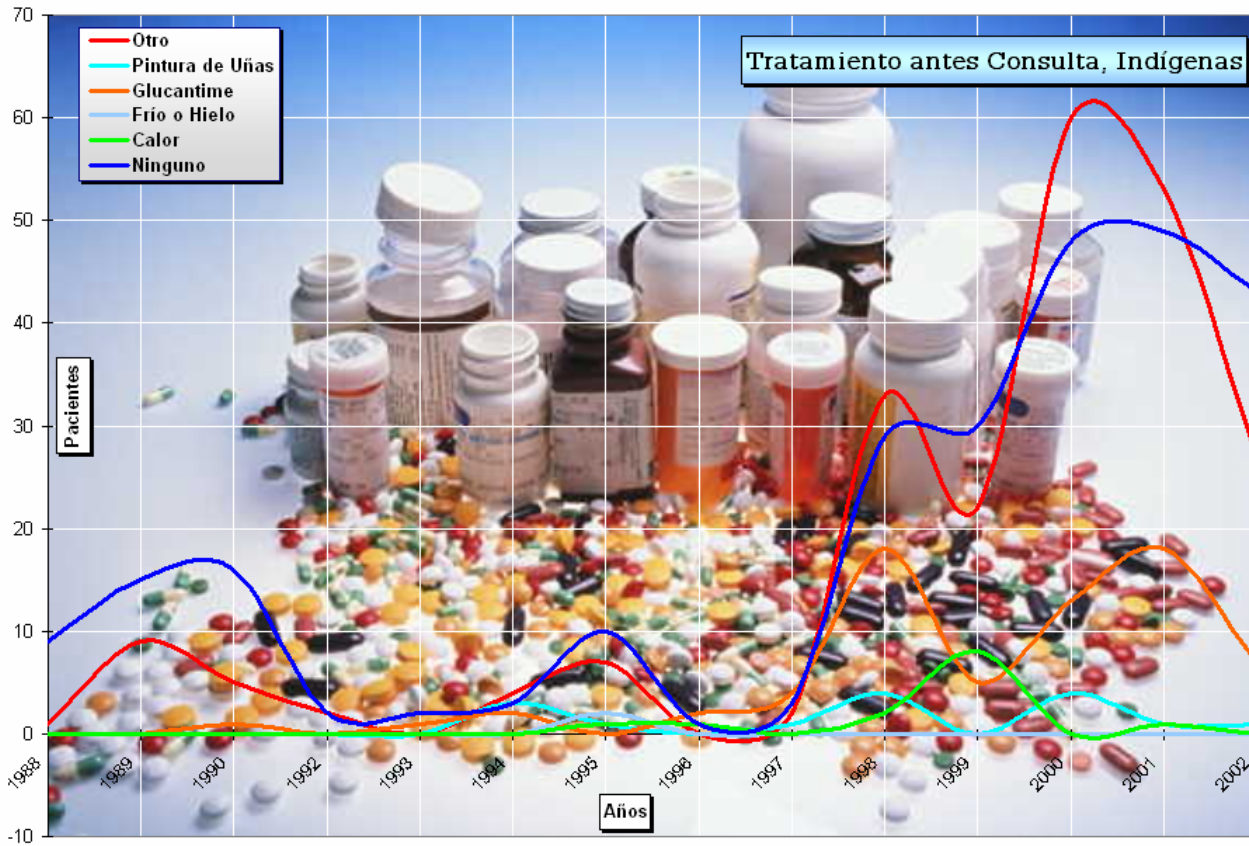 70
60
50
40
30
20
10
0
-10
Otro
Pintura de Uñas
Glucantime
Frío o Hielo
Calor
Ninguno
Tratamiento antes Consulta, Indígenas
Pacientes
1988
1989
1990
1992
1993
1994
1995
1996
1997
1998
1999
2000
2001
2002
Años